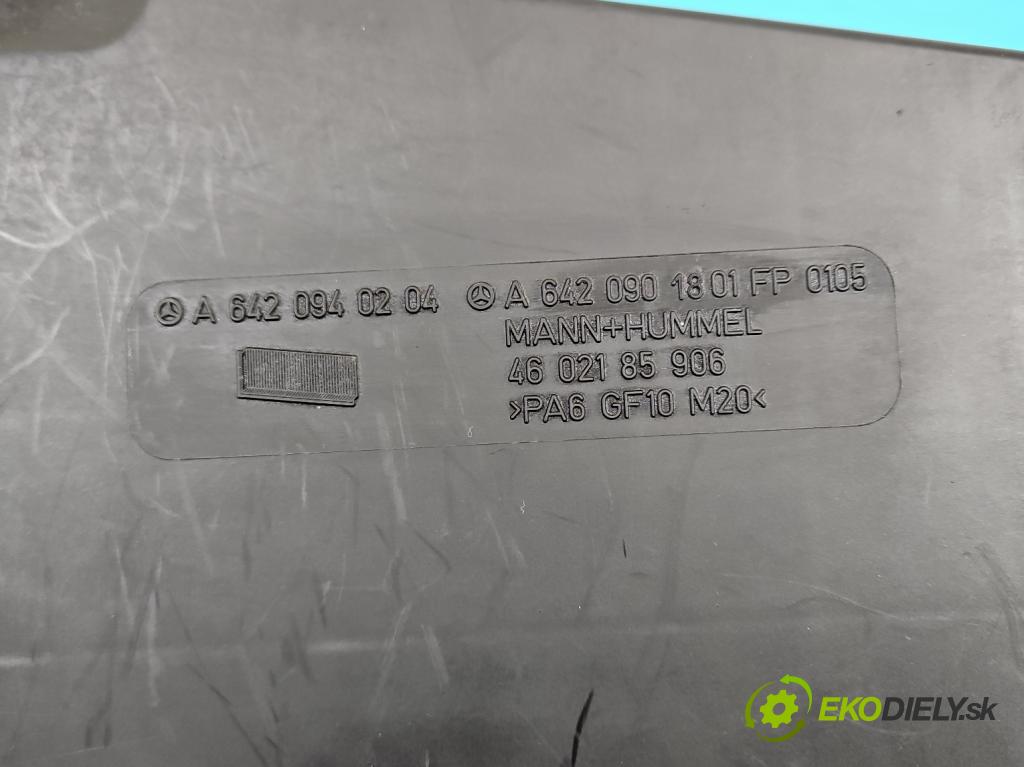 A 642 094 02 04 A 642 090 18 01 FP 0105
MANN+HUMMEL
46 021 85 906
>PA6 GF10 M20<
EKODIELY.sk